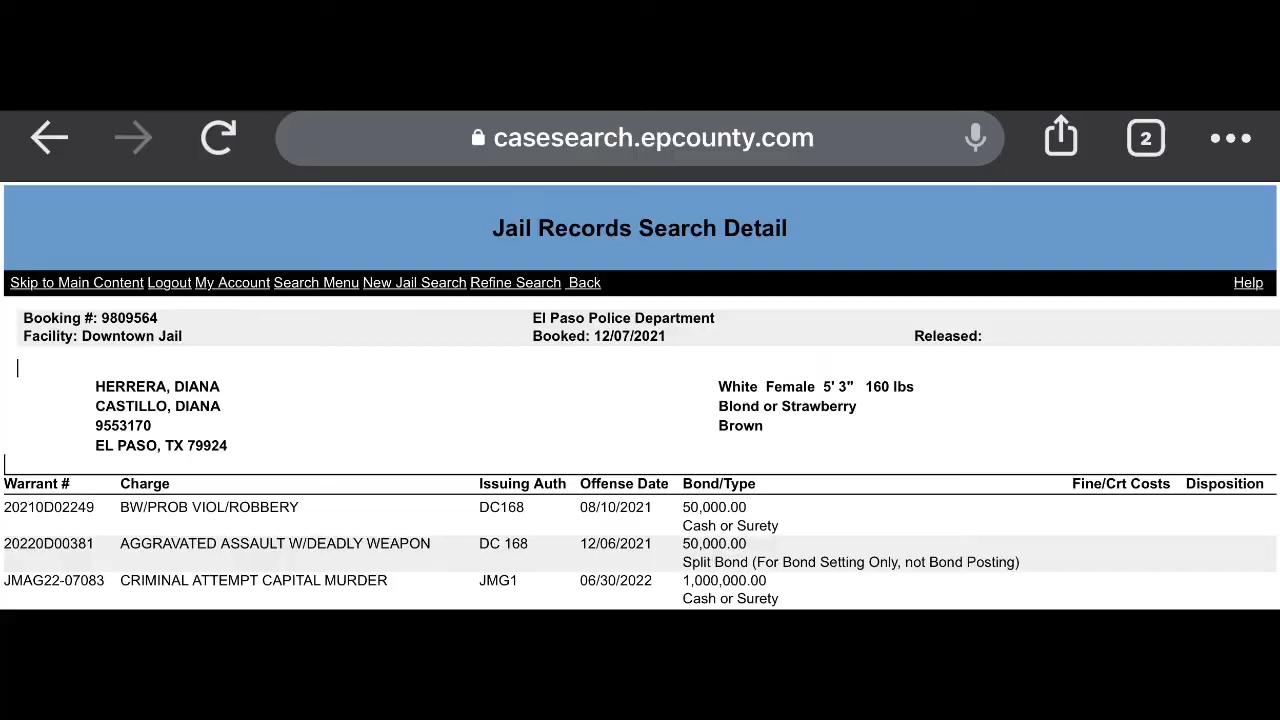 casesearch.epcounty.com 2
Jail Records Search Detail
Skip to Main Content Logout My Account Search Menu New Jail Search Refine Search Back Help
Booking #: 9809564 El Paso Police Department
Facility: Downtown Jail Booked: 12/07/2021 Released:
HERRERA, DIANA White Female 5' 3" 160 lbs
CASTILLO, DIANA Blond or Strawberry
9553170 Brown
EL PASO, TX 79924
Warrant # Charge Issuing Auth Offense Date Bond/Type Fine/Crt Costs Disposition
20210D02249 BW/PROB VIOL/ROBBERY DC168 08/10/2021 50,000.00
Cash or Surety
20220D00381 AGGRAVATED ASSAULT W/DEADLY WEAPON DC 168 12/06/2021 50,000.00
Split Bond (For Bond Setting Only, not Bond Posting)
JMAG22-07083 CRIMINAL ATTEMPT CAPITAL MURDER JMG1 06/30/2022 1,000,000.00
Cash or Surety